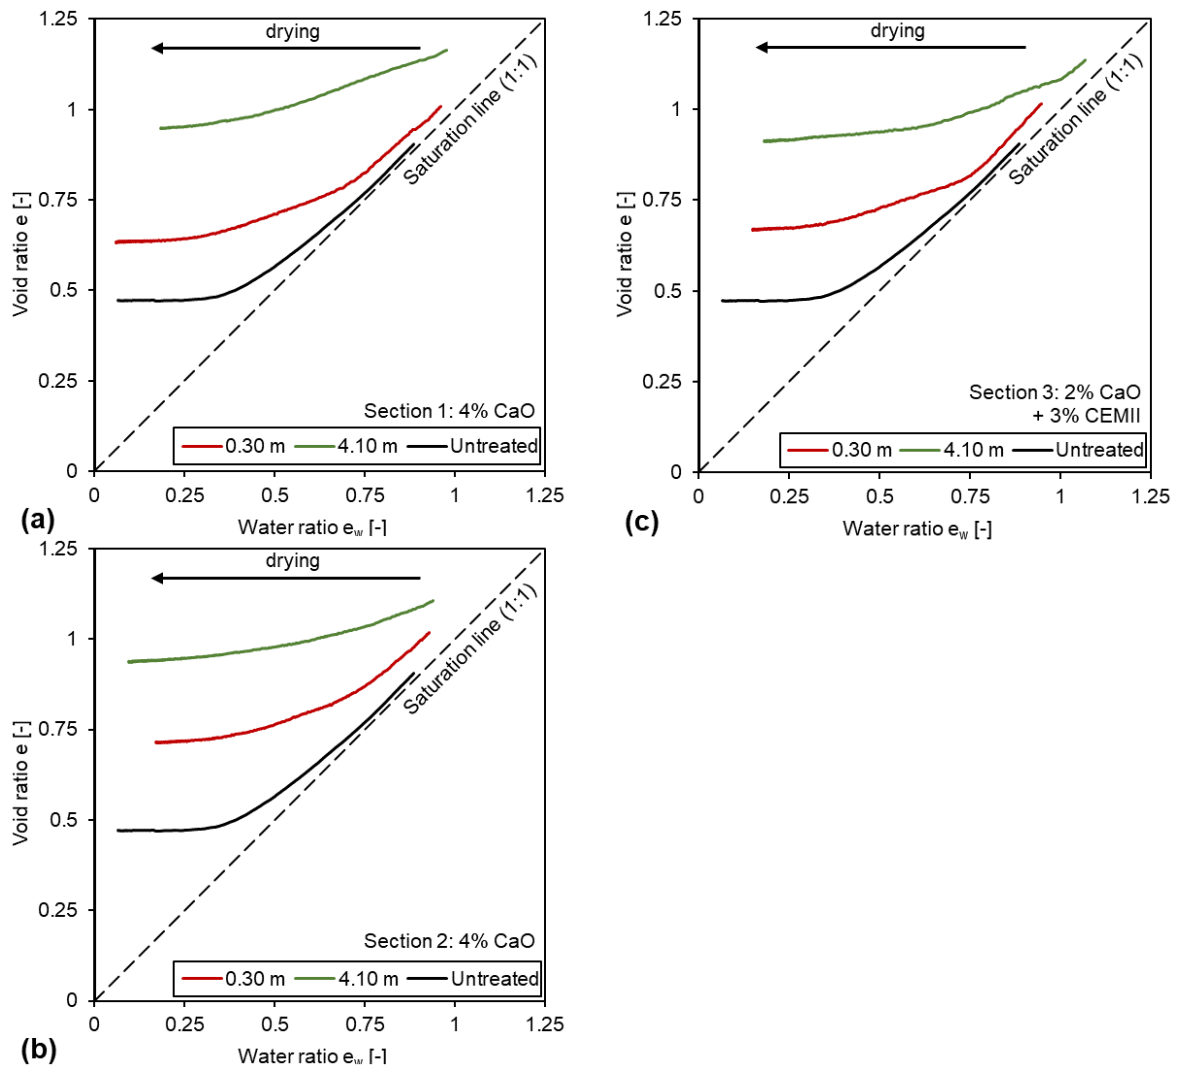 1.25
1
0.75
0.5
0.25
0
Void ratio e [-]
drying
Saturation line (1:1)
Section 1: 4% CaO
0.30 m 4.10 m Untreated
0 0.25 0.5 0.75 1 1.25
Water ratio ew [-]
(a)
1.25
1
0.75
0.5
0.25
0
Void ratio e [-]
drying
Saturation line (1:1)
Section 2: 4% CaO
0.30 m 4.10 m Untreated
0 0.25 0.5 0.75 1 1.25
Water ratio ew [-]
(b)
1.25
1
0.75
0.5
0.25
0
Void ratio e [-]
drying
Saturation line (1:1)
Section 3: 2% CaO
+ 3% CEMII
0.30 m 4.10 m Untreated
0 0.25 0.5 0.75 1 1.25
Water ratio ew [-]
(c)